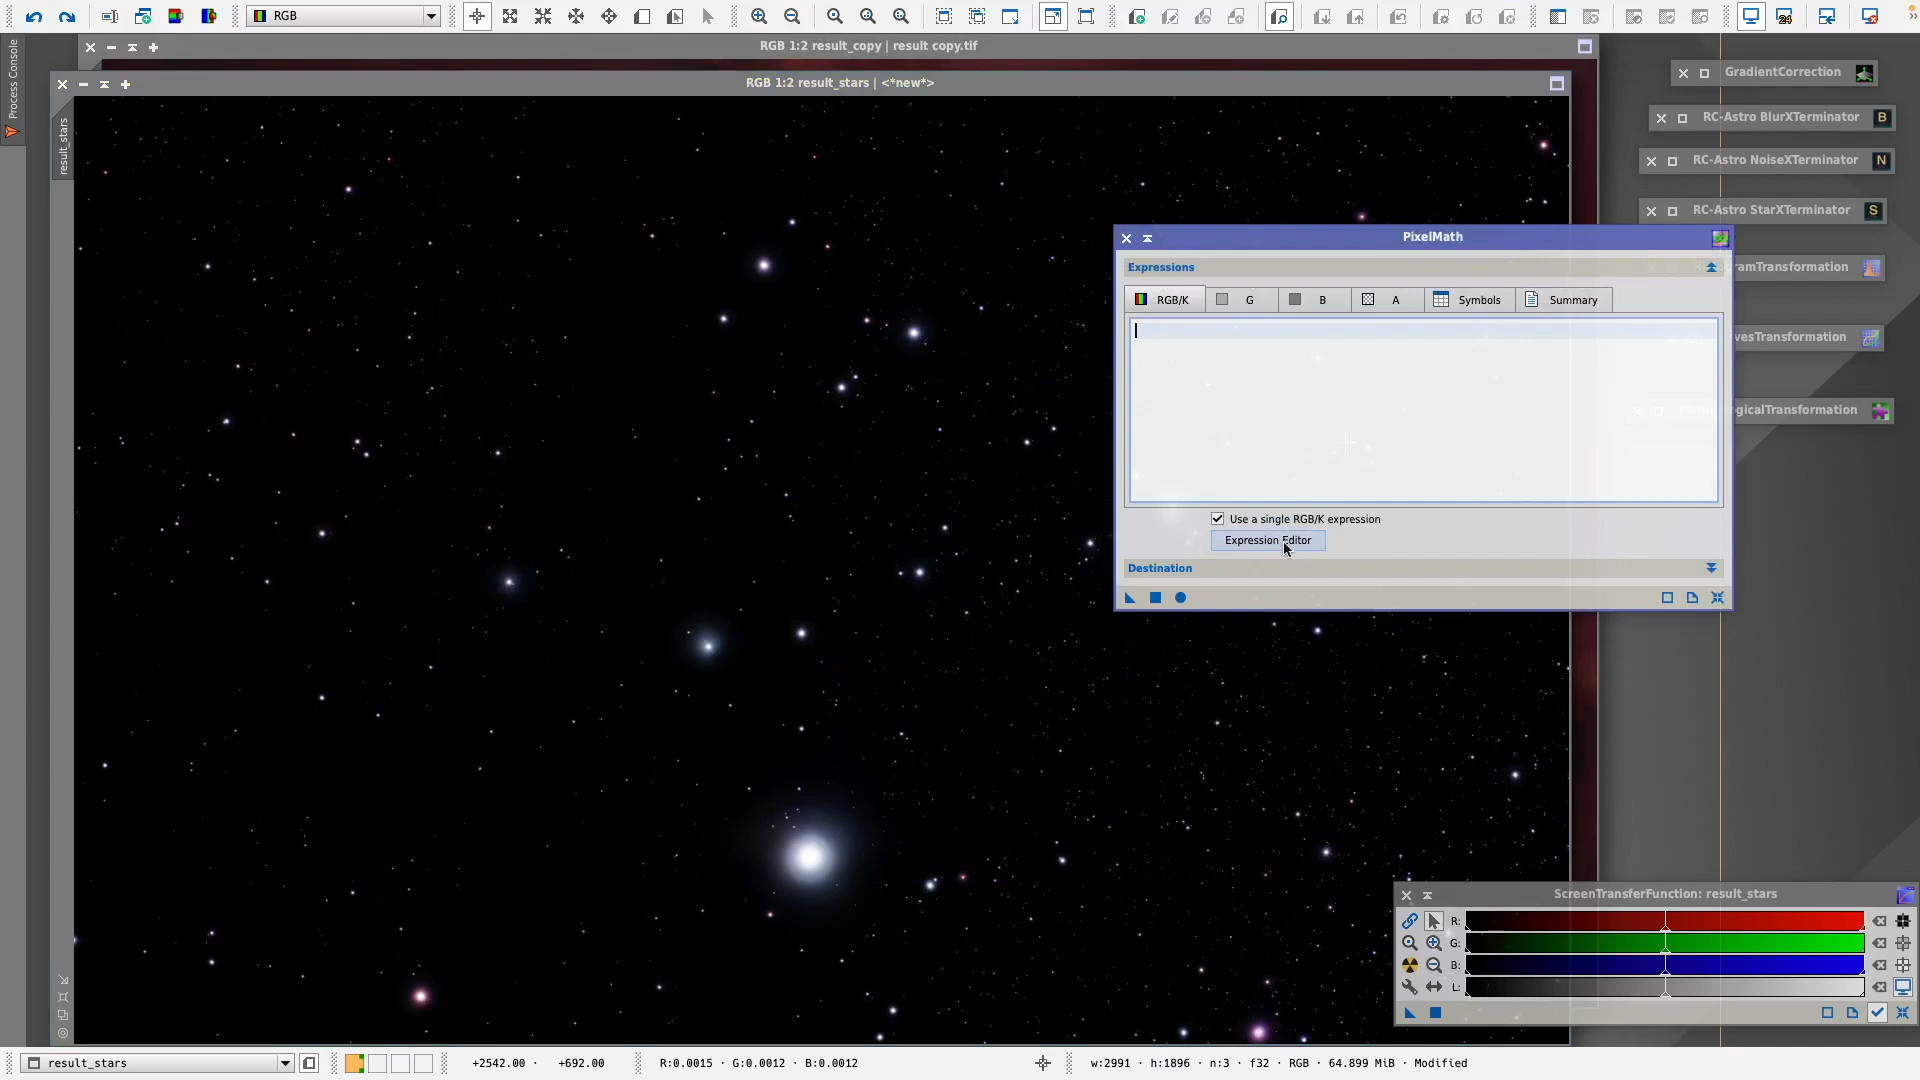 RGB
24
Process Console
RGB 1:2 result_copy | result copy.tif
RGB 1:2 result_stars | <*new*>
result_stars
GradientCorrection
RC-Astro BlurXTerminator
B
RC-Astro NoiseXTerminator
N
RC-Astro StarXTerminator
S
ramTransformation
vesTransformation
ogicalTransformation
PixelMath
Expressions
RGB/K
G
B
A
Symbols
Summary
Use a single RGB/K expression
Expression Editor
Destination
ScreenTransferFunction: result_stars
R:
G:
B:
L:
result_stars
+2542.00 · +692.00
R:0.0015 · G:0.0012 · B:0.0012
w:2991 · h:1896 · n:3 · f32 · RGB · 64.899 MiB · Modified